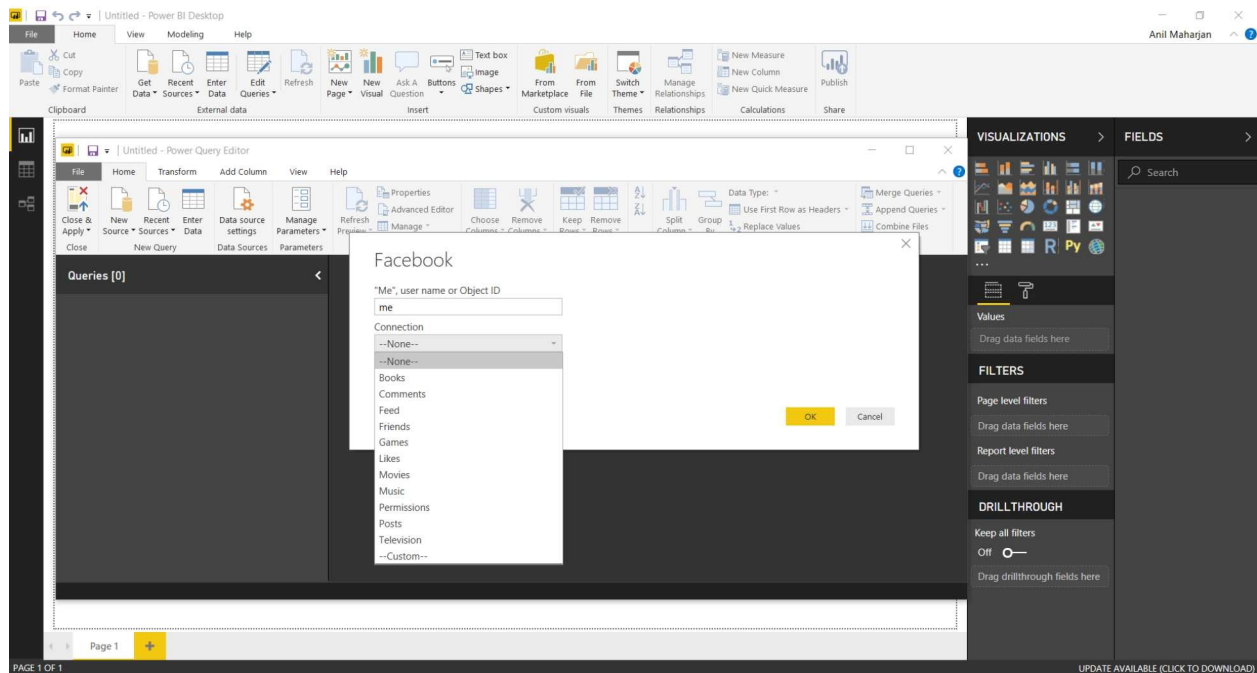 Untitled - Power BI Desktop
File Home View Modeling Help Anil Maharjan
Paste
Cut
Copy
Format Painter
Clipboard
Get Data
Recent Sources
Enter Data
Edit Queries
Refresh
External data
New Page
New Visual
Ask A Question
Buttons
Text box
Image
Shapes
Insert
From Marketplace
From File
Custom visuals
Switch Theme
Themes
Manage Relationships
Relationships
New Measure
New Column
New Quick Measure
Calculations
Publish
Share
Untitled - Power Query Editor
File Home Transform Add Column View Help
Close & Apply
Close
New Source
Recent Sources
Enter Data
New Query
Data source settings
Data Sources
Manage Parameters
Parameters
Refresh Preview
Properties
Advanced Editor
Manage
Choose Columns
Remove Columns
Keep Rows
Remove Rows
Split Column
Group By
Data Type:
Use First Row as Headers
Replace Values
Merge Queries
Append Queries
Combine Files
Queries [0]
Facebook
"Me", user name or Object ID
me
Connection
--None--
--None--
Books
Comments
Feed
Friends
Games
Likes
Movies
Music
Permissions
Posts
Television
--Custom--
OK Cancel
VISUALIZATIONS
R Py
Values
Drag data fields here
FILTERS
Page level filters
Drag data fields here
Report level filters
Drag data fields here
DRILLTHROUGH
Keep all filters
Off
Drag drillthrough fields here
FIELDS
Search
Page 1
PAGE 1 OF 1
UPDATE AVAILABLE (CLICK TO DOWNLOAD)